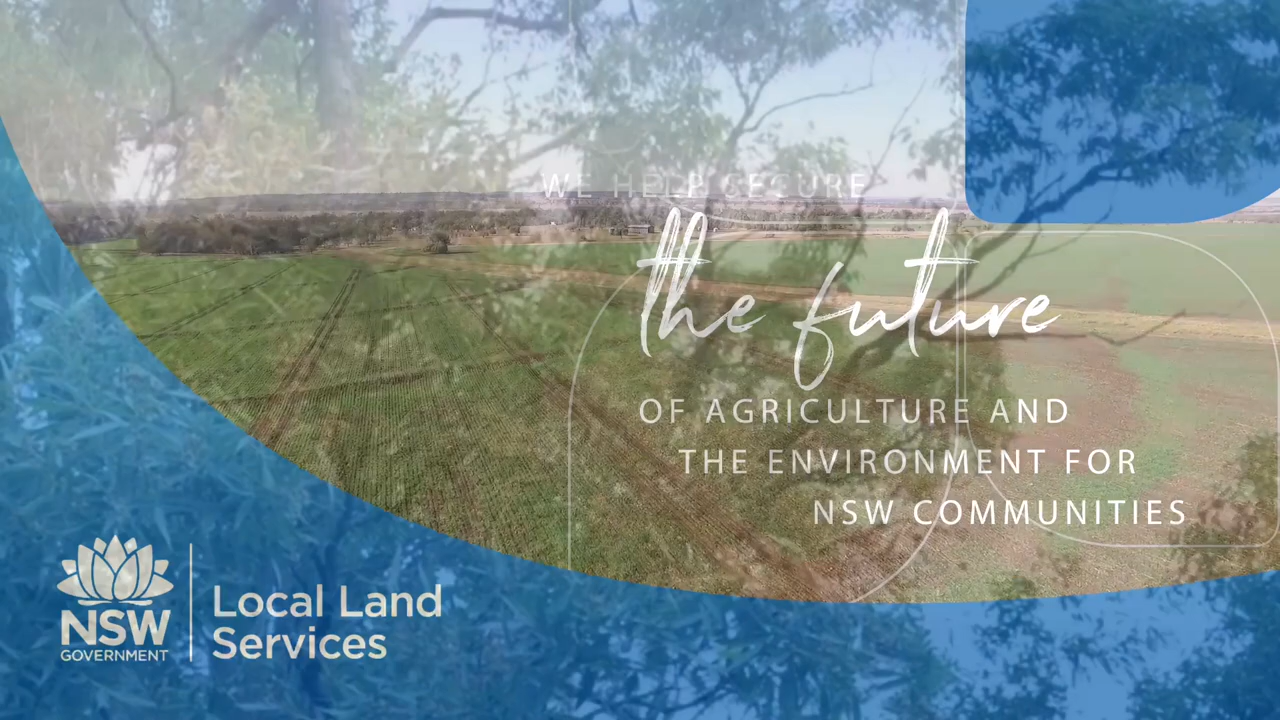 WE HELP SECURE
the future
OF AGRICULTURE AND
THE ENVIRONMENT FOR
NSW COMMUNITIES
NSW
GOVERNMENT
Local Land
Services